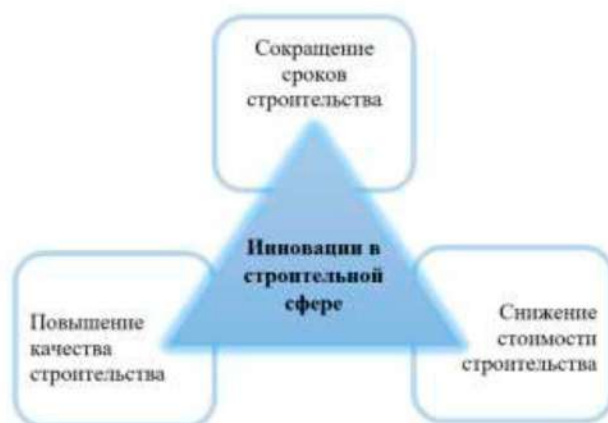 Сокращение
сроков
строительства
Инновации в
строительной
сфере
Повышение
качества
строительства
Снижение
стоимости
строительства